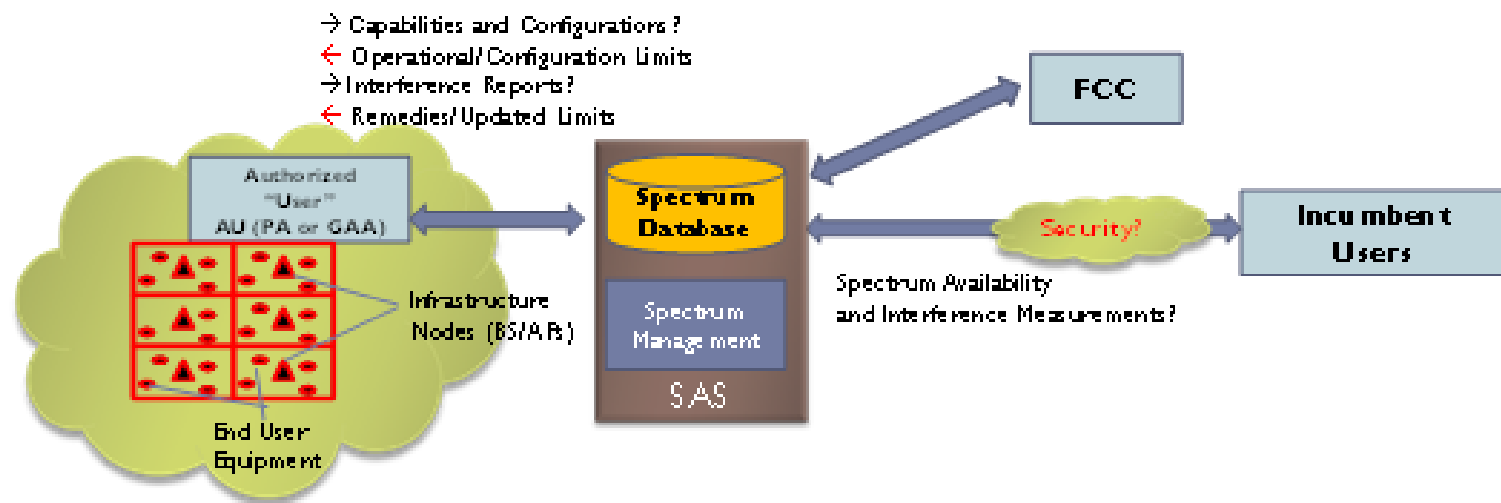 → Capabilities and Configurations?
← Operational/Configuration Limits
→ Interference Reports?
← Remedies/Updated Limits
FCC
Authorized
"User"
AU (PA or GAA)
Spectrum
Database
Security?
Incumbent
Users
Infrastructure
Nodes (BS/APs)
Spectrum
Management
SAS
Spectrum Availability
and Interference Measurements?
End User
Equipment